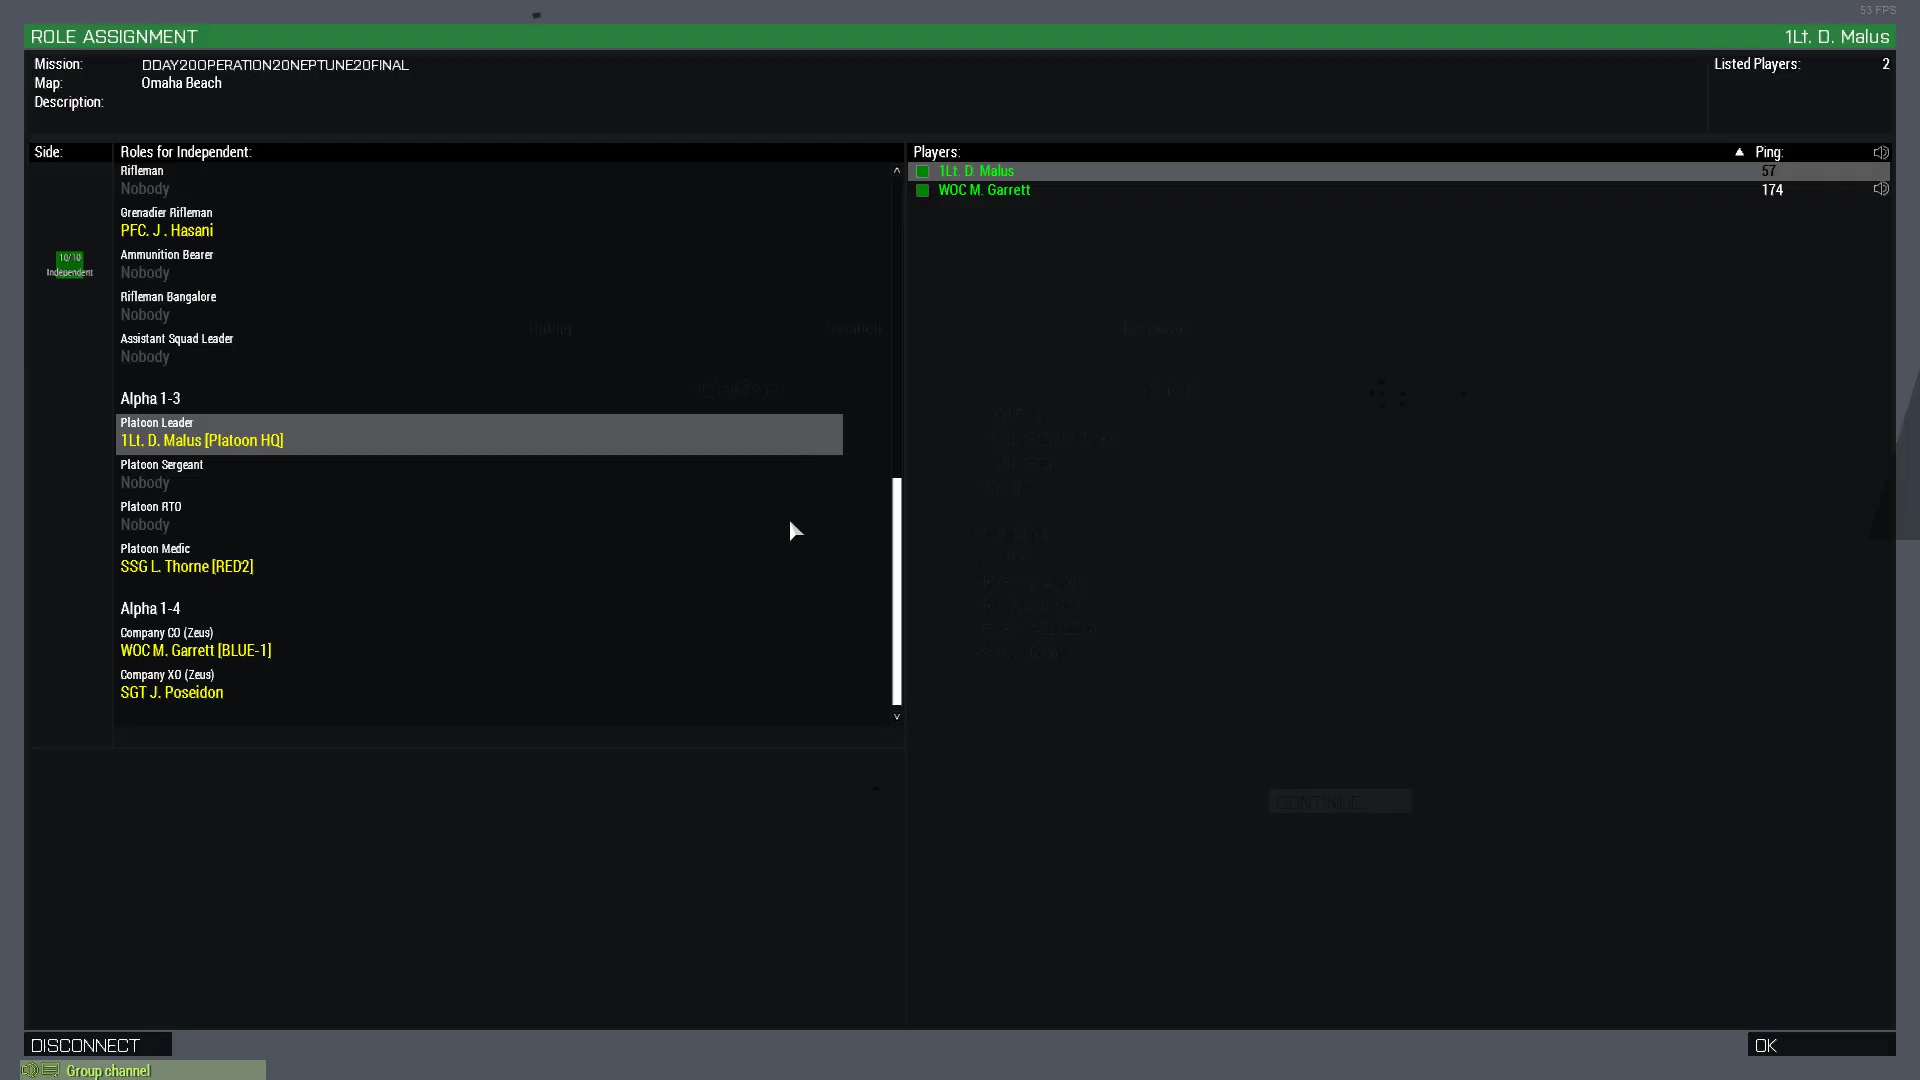 53 FPS
ROLE ASSIGNMENT
1Lt. D. Malus
Mission:
DDAY20OPERATION20NEPTUNE20FINAL
Listed Players:
2
Map:
Omaha Beach
Description:
Side:
Roles for Independent:
Players:
Ping:
Rifleman
Nobody
1Lt. D. Malus
57
WOC M. Garrett
174
Grenadier Rifleman
PFC. J . Hasani
10/10
Independent
Ammunition Bearer
Nobody
Rifleman Bangalore
Nobody
Assistant Squad Leader
Nobody
Alpha 1-3
Platoon Leader
1Lt. D. Malus [Platoon HQ]
Platoon Sergeant
Nobody
Platoon RTO
Nobody
Platoon Medic
SSG L. Thorne [RED2]
Alpha 1-4
Company CO (Zeus)
WOC M. Garrett [BLUE-1]
Company XO (Zeus)
SGT J. Poseidon
CONTINUE
DISCONNECT
OK
Group channel